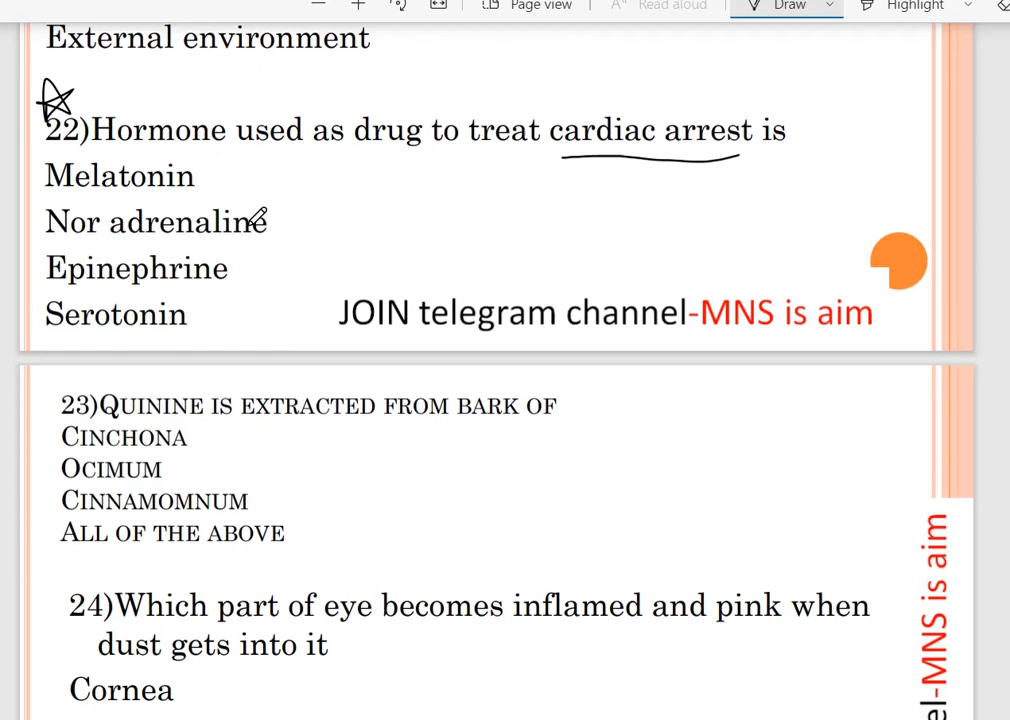 Page view
Read aloud
Draw
Highlight
External environment
22)Hormone used as drug to treat cardiac arrest is
Melatonin
Nor adrenaline
Epinephrine
Serotonin
JOIN telegram channel-MNS is aim
23)QUININE IS EXTRACTED FROM BARK OF
CINCHONA
OCIMUM
CINNAMOMNUM
ALL OF THE ABOVE
24)Which part of eye becomes inflamed and pink when
dust gets into it
Cornea
el-MNS is aim